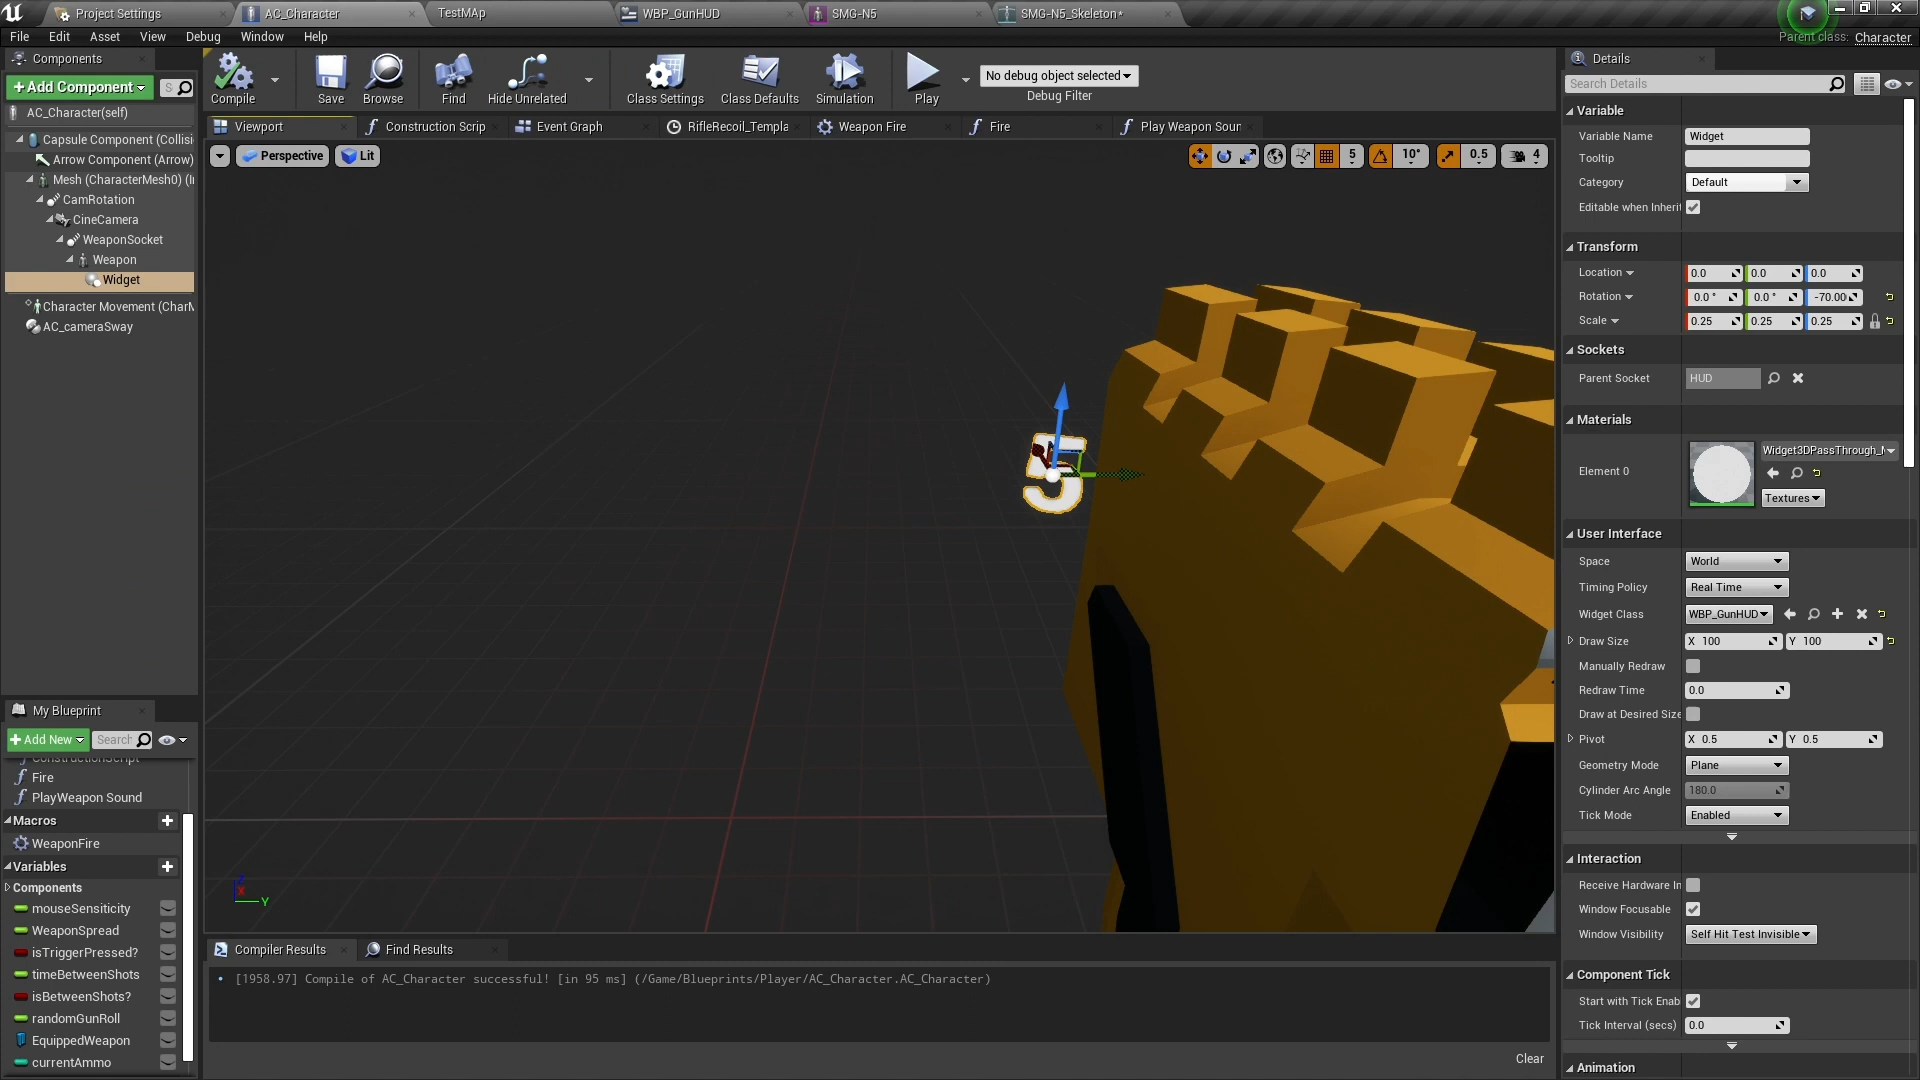 Project Settings
AC_Character
TestMAp
WBP_GunHUD
SMG-N5
SMG-N5_Skeleton*
File Edit Asset View Debug Window Help
Parent class: Character
Components
+Add Component
AC_Character(self)
Capsule Component (Collisi
Arrow Component (Arrow)
Mesh (CharacterMesh0) (I
CamRotation
CineCamera
WeaponSocket
Weapon
Widget
Character Movement (CharM
AC_cameraSway
Compile
Save
Browse
Find
Hide Unrelated
Class Settings
Class Defaults
Simulation
Play
No debug object selected
Debug Filter
Viewport
Construction Scrip
Event Graph
RifleRecoil_Templa
Weapon Fire
Fire
Play Weapon Soun
Perspective
Lit
5
10°
0.5
4
5
Z
X
Y
My Blueprint
+Add New
Search
ConstructionScript
Fire
PlayWeapon Sound
Macros
WeaponFire
Variables
Components
mouseSensitivity
WeaponSpread
isTriggerPressed?
timeBetweenShots
isBetweenShots?
randomGunRoll
EquippedWeapon
currentAmmo
Compiler Results
Find Results
[1958.97] Compile of AC_Character successful! [in 95 ms] (/Game/Blueprints/Player/AC_Character.AC_Character)
Clear
Details
Search Details
Variable
Variable Name Widget
Tooltip
Category Default
Editable when Inherit
Transform
Location 0.0 0.0 0.0
Rotation 0.0 ° 0.0 ° -70.00
Scale 0.25 0.25 0.25
Sockets
Parent Socket HUD
Materials
Element 0
Widget3DPassThrough_M
Textures
User Interface
Space World
Timing Policy Real Time
Widget Class WBP_GunHUD
Draw Size X 100 Y 100
Manually Redraw
Redraw Time 0.0
Draw at Desired Size
Pivot X 0.5 Y 0.5
Geometry Mode Plane
Cylinder Arc Angle 180.0
Tick Mode Enabled
Interaction
Receive Hardware In
Window Focusable
Window Visibility Self Hit Test Invisible
Component Tick
Start with Tick Enab
Tick Interval (secs) 0.0
Animation